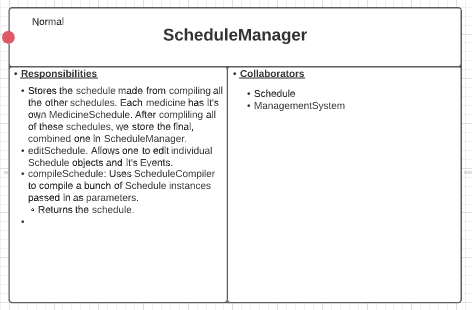 Normal
ScheduleManager
• Responsibilities
• Stores the schedule made from compiling all
the other schedules. Each medicine has it's
own MedicineSchedule. After compliling all
of these schedules, we store the final,
combined one in ScheduleManager.
• editSchedule. Allows one to edit individual
Schedule objects and it's Events.
• compileSchedule: Uses ScheduleCompiler
to compile a bunch of Schedule instances
passed in as parameters.
∘ Returns the schedule.
•
• Collaborators
• Schedule
• ManagementSystem